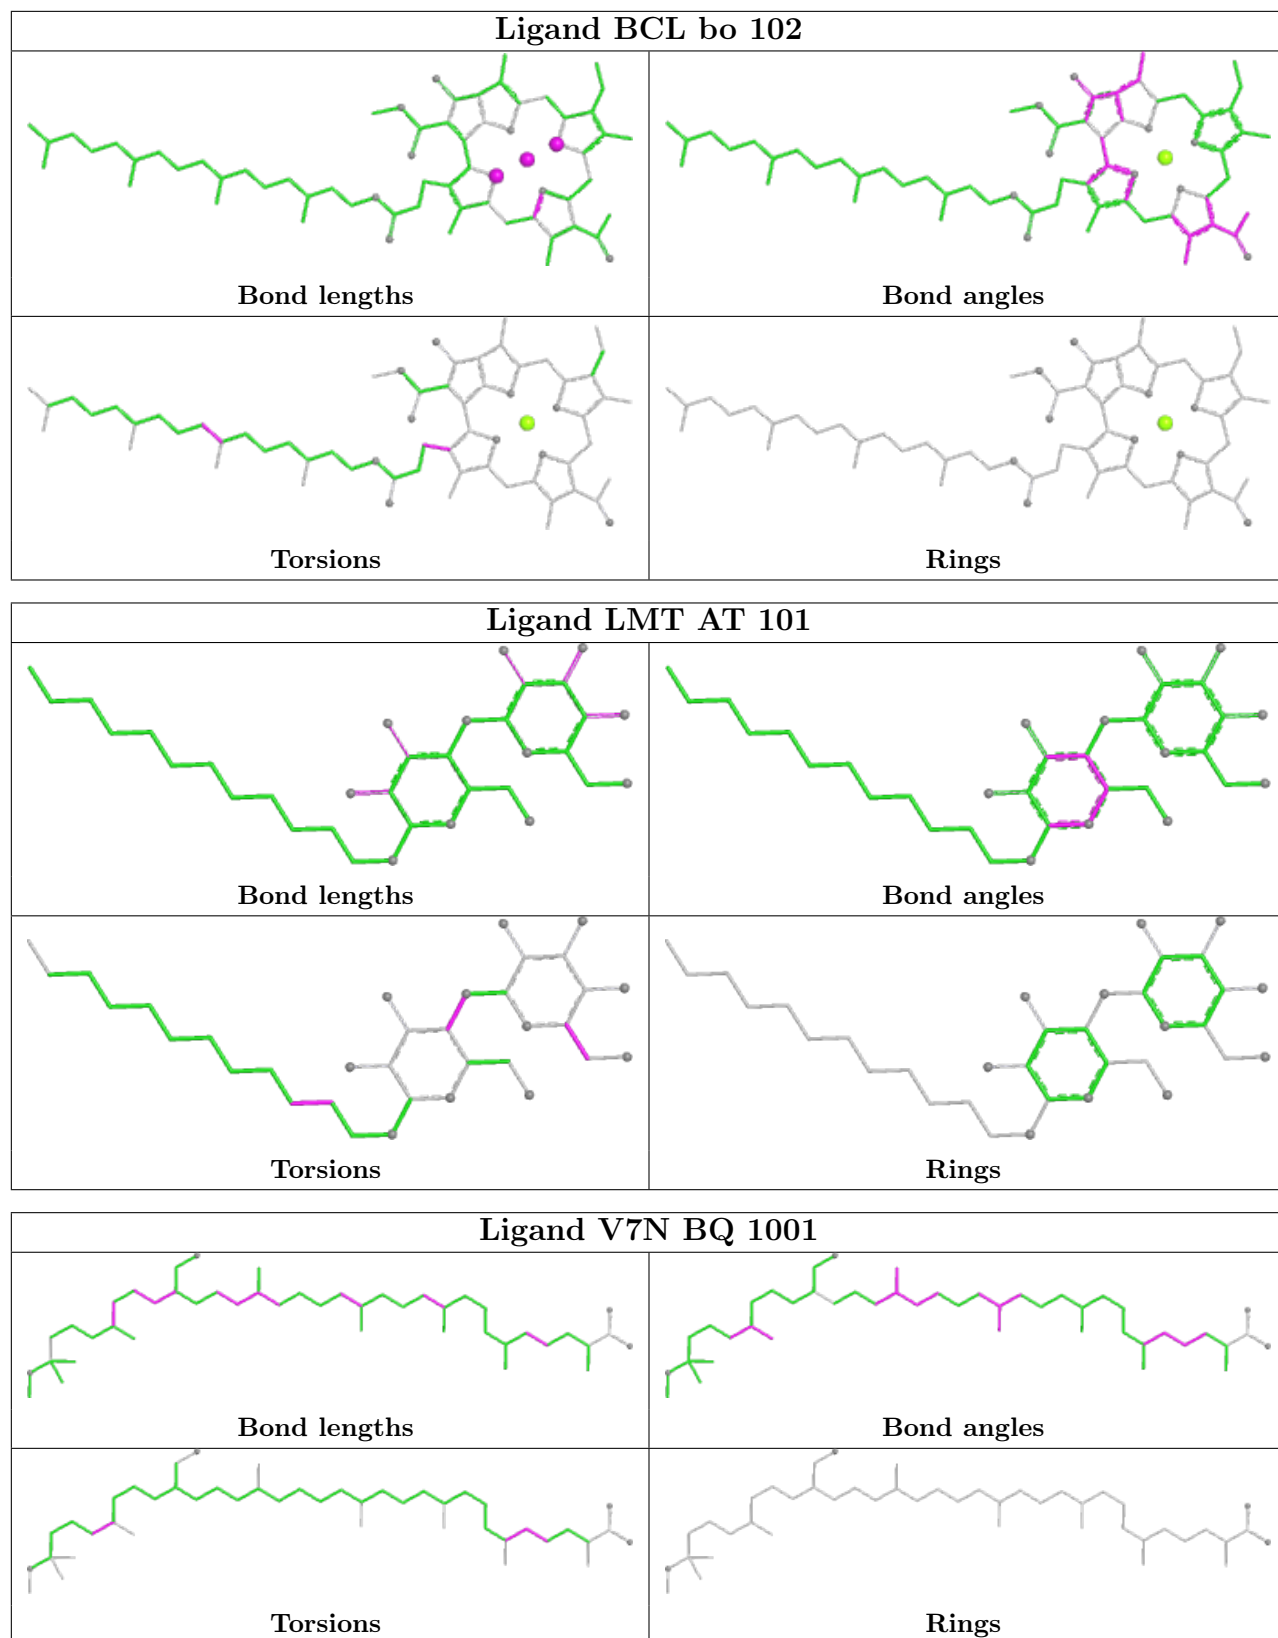 Ligand BCL bo 102
Bond lengths
Bond angles
Torsions
Rings
Ligand LMT AT 101
Bond lengths
Bond angles
Torsions
Rings
Ligand V7N BQ 1001
Bond lengths
Bond angles
Torsions
Rings